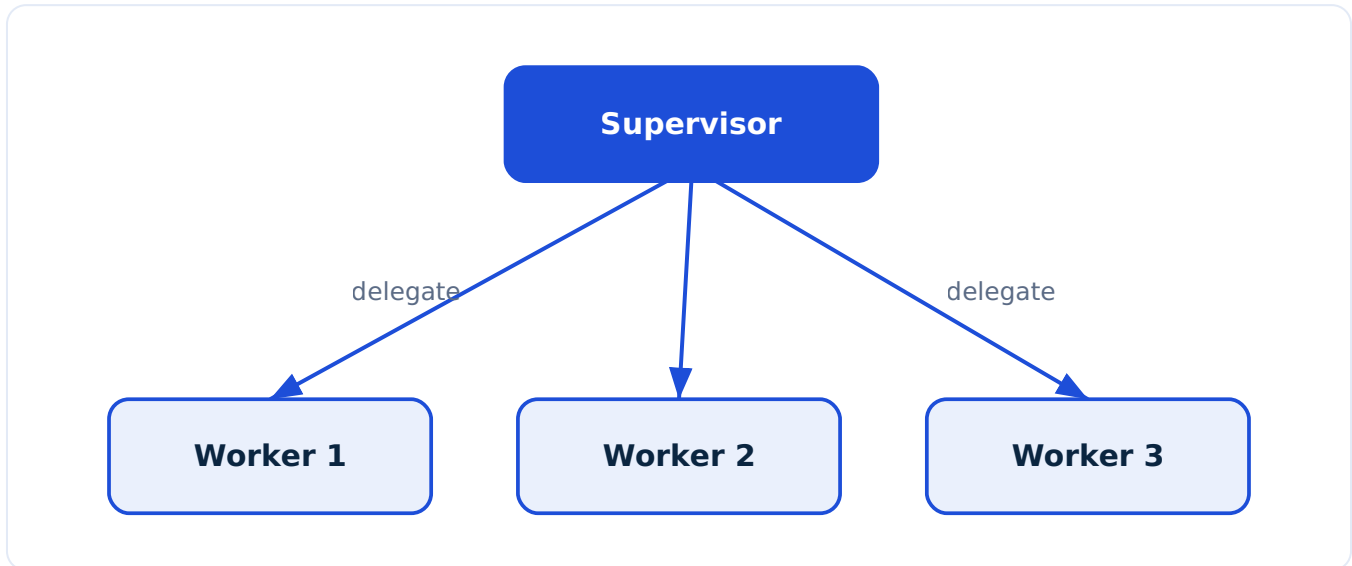 Supervisor
delegate
delegate
Worker 1
Worker 2
Worker 3